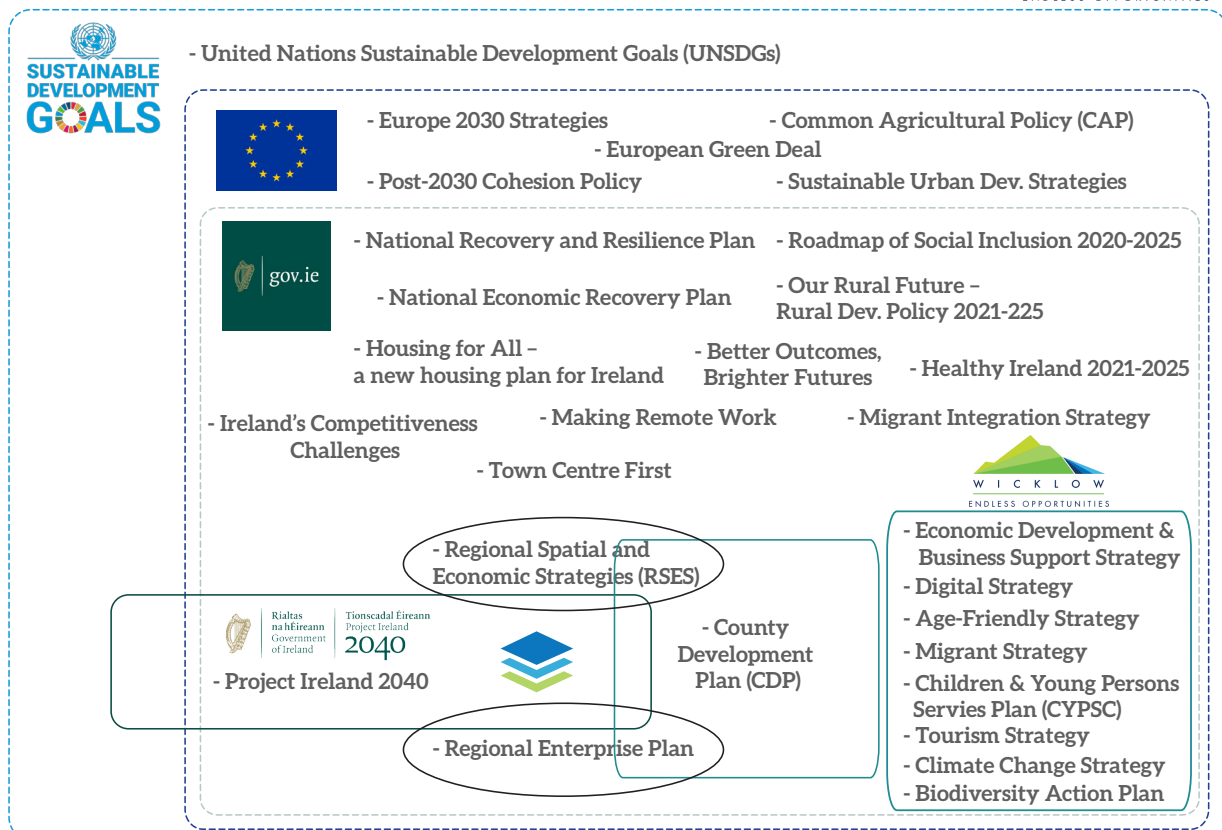 SUSTAINABLE
DEVELOPMENT
GOALS
- United Nations Sustainable Development Goals (UNSDGs)
- Europe 2030 Strategies
- Common Agricultural Policy (CAP)
- European Green Deal
- Post-2030 Cohesion Policy
- Sustainable Urban Dev. Strategies
gov.ie
- National Recovery and Resilience Plan
- Roadmap of Social Inclusion 2020-2025
- National Economic Recovery Plan
- Our Rural Future –
Rural Dev. Policy 2021-225
- Housing for All –
a new housing plan for Ireland
- Better Outcomes,
Brighter Futures
- Healthy Ireland 2021-2025
- Ireland's Competitiveness
Challenges
- Making Remote Work
- Migrant Integration Strategy
- Town Centre First
WICKLOW
ENDLESS OPPORTUNITIES
- Economic Development &
Business Support Strategy
- Digital Strategy
- Age-Friendly Strategy
- Migrant Strategy
- Children & Young Persons
Servies Plan (CYPSC)
- Tourism Strategy
- Climate Change Strategy
- Biodiversity Action Plan
- Regional Spatial and
Economic Strategies (RSES)
Rialtas
na hÉireann
Government
of Ireland
Tionscadal Éireann
Project Ireland
2040
- Project Ireland 2040
- County
Development
Plan (CDP)
- Regional Enterprise Plan